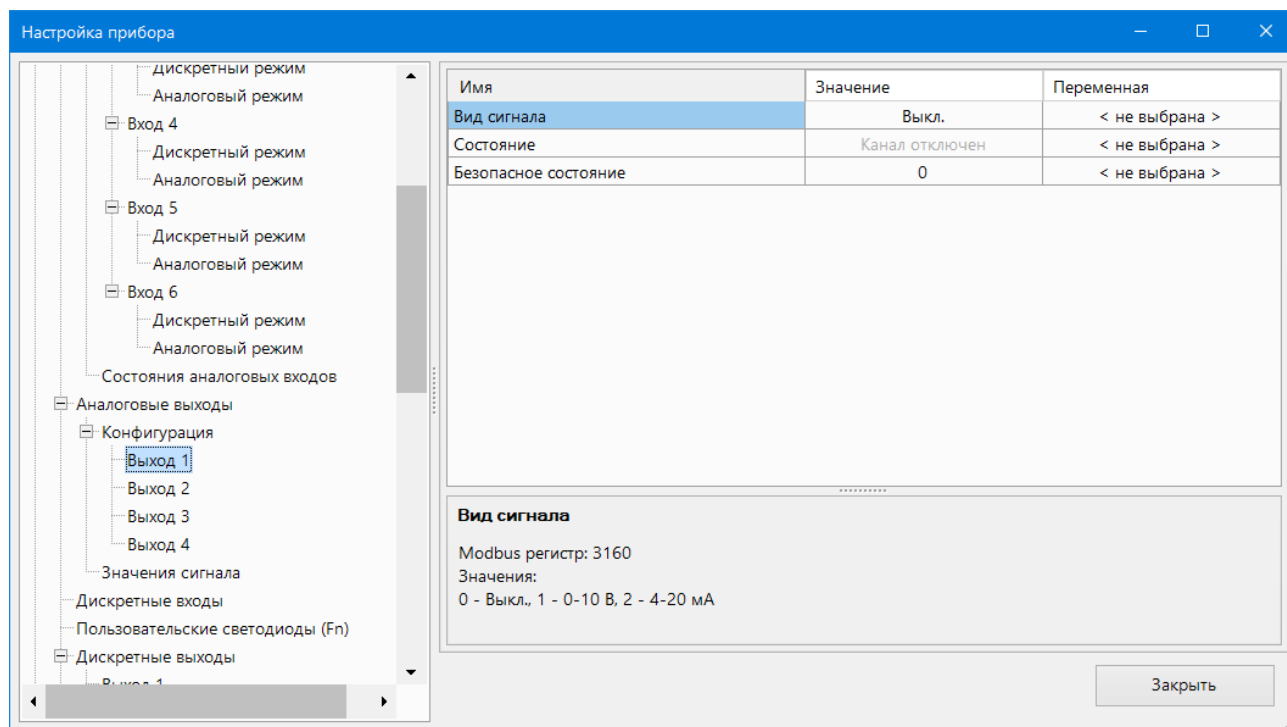 Настройка прибора
Дискретный режим
Аналоговый режим
Вход 4
Дискретный режим
Аналоговый режим
Вход 5
Дискретный режим
Аналоговый режим
Вход 6
Дискретный режим
Аналоговый режим
Состояния аналоговых входов
Аналоговые выходы
Конфигурация
Выход 1
Выход 2
Выход 3
Выход 4
Значения сигнала
Дискретные входы
Пользовательские светодиоды (Fn)
Дискретные выходы
Выход 1
Имя Значение Переменная
Вид сигнала Выкл. < не выбрана >
Состояние Канал отключен < не выбрана >
Безопасное состояние 0 < не выбрана >
Вид сигнала
Modbus регистр: 3160
Значения:
0 - Выкл., 1 - 0-10 В, 2 - 4-20 мА
Закрыть